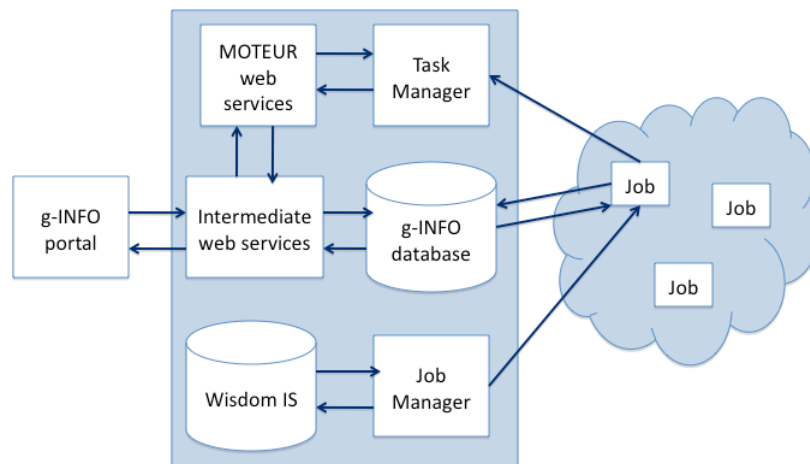 MOTEUR
web
services
Task
Manager
g-INFO
portal
Intermediate
web services
g-INFO
database
Job
Job
Job
Wisdom IS
Job
Manager